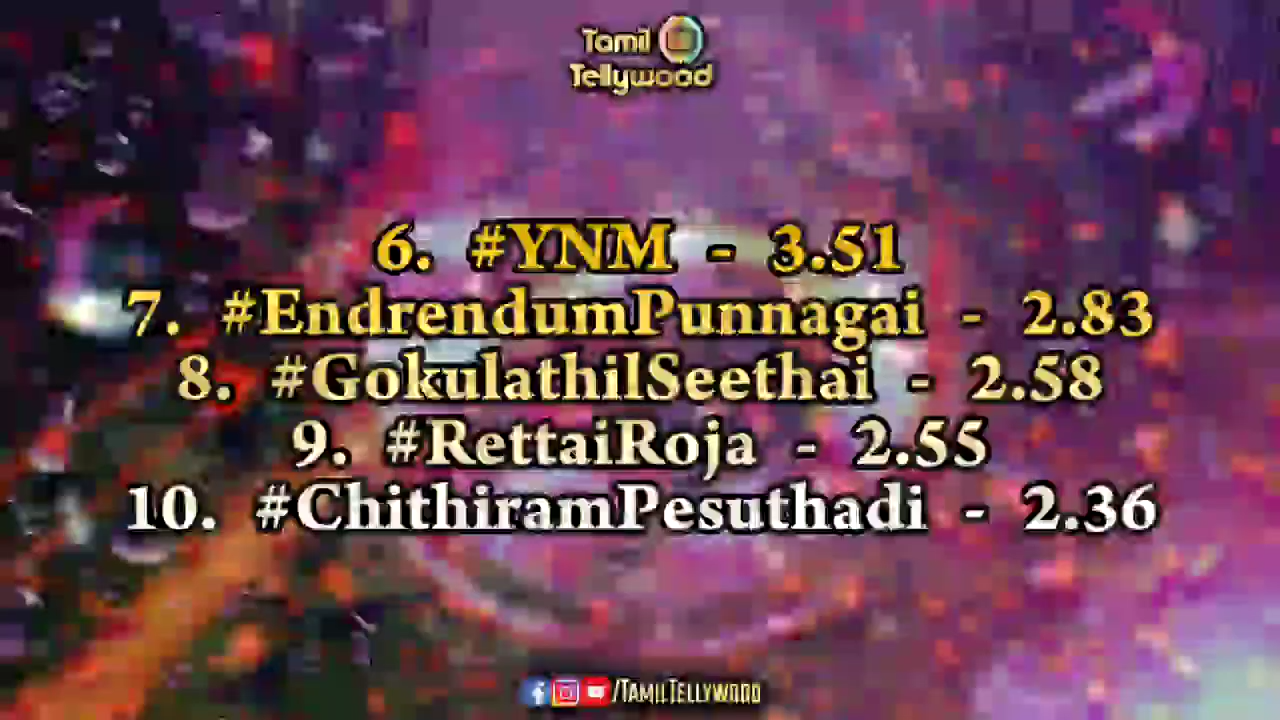 Tamil
Tellywood
6. #YNM - 3.51
7. #EndrendumPunnagai - 2.83
8. #GokulathilSeethai - 2.58
9. #RettaiRoja - 2.55
10. #ChithiramPesuthadi - 2.36
/TamilTellywood